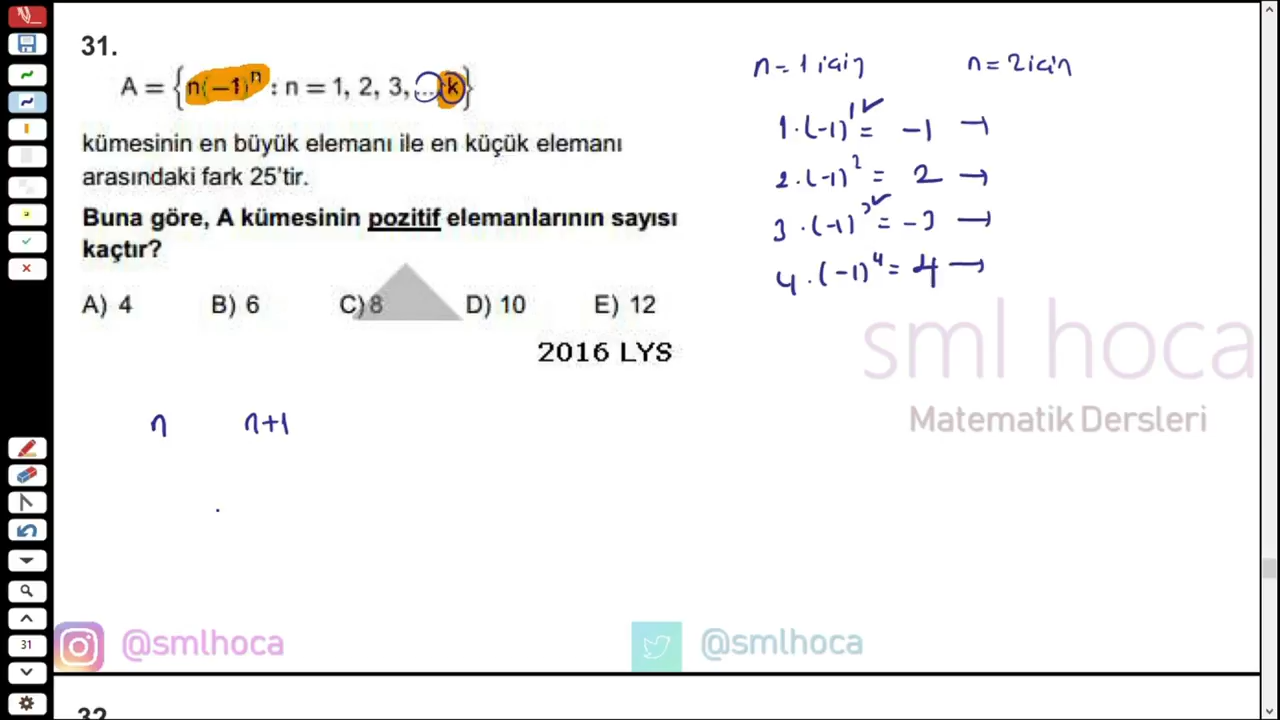 31.
A = {n(−1)ⁿ : n = 1, 2, 3, ... k}
kümesinin en büyük elemanı ile en küçük elemanı
arasındaki fark 25'tir.
Buna göre, A kümesinin pozitif elemanlarının sayısı
kaçtır?
A) 4 B) 6 C) 8 D) 10 E) 12
2016 LYS
n = 1 için n = 2 için
1·(-1)¹ = -1 →
2·(-1)² = 2 →
3·(-1)³ = -3 →
4·(-1)⁴ = 4 →
sml hoca
Matematik Dersleri
n n+1
@smlhoca @smlhoca
31
32